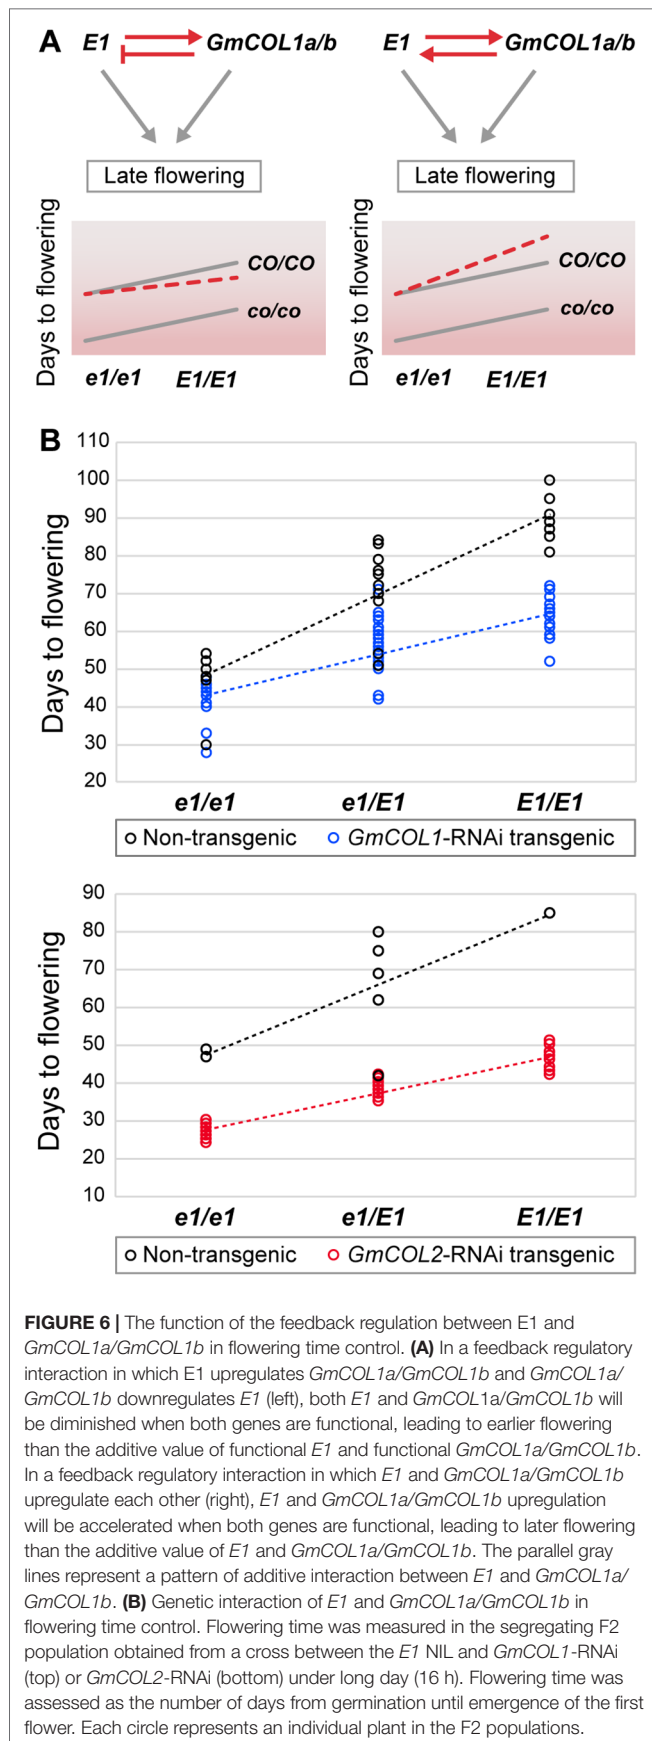 A
E1 GmCOL1a/b
Late flowering
Days to flowering
CO/CO
co/co
e1/e1 E1/E1
E1 GmCOL1a/b
Late flowering
Days to flowering
CO/CO
co/co
e1/e1 E1/E1
B
Days to flowering
110
100
90
80
70
60
50
40
30
20
e1/e1 e1/E1 E1/E1
Non-transgenic GmCOL1-RNAi transgenic
Days to flowering
90
80
70
60
50
40
30
20
10
e1/e1 e1/E1 E1/E1
Non-transgenic GmCOL2-RNAi transgenic
FIGURE 6 | The function of the feedback regulation between E1 and
GmCOL1a/GmCOL1b in flowering time control. (A) In a feedback regulatory
interaction in which E1 upregulates GmCOL1a/GmCOL1b and GmCOL1a/
GmCOL1b downregulates E1 (left), both E1 and GmCOL1a/GmCOL1b will
be diminished when both genes are functional, leading to earlier flowering
than the additive value of functional E1 and functional GmCOL1a/GmCOL1b.
In a feedback regulatory interaction in which E1 and GmCOL1a/GmCOL1b
upregulate each other (right), E1 and GmCOL1a/GmCOL1b upregulation
will be accelerated when both genes are functional, leading to later flowering
than the additive value of E1 and GmCOL1a/GmCOL1b. The parallel gray
lines represent a pattern of additive interaction between E1 and GmCOL1a/
GmCOL1b. (B) Genetic interaction of E1 and GmCOL1a/GmCOL1b in
flowering time control. Flowering time was measured in the segregating F2
population obtained from a cross between the E1 NIL and GmCOL1-RNAi
(top) or GmCOL2-RNAi (bottom) under long day (16 h). Flowering time was
assessed as the number of days from germination until emergence of the first
flower. Each circle represents an individual plant in the F2 populations.